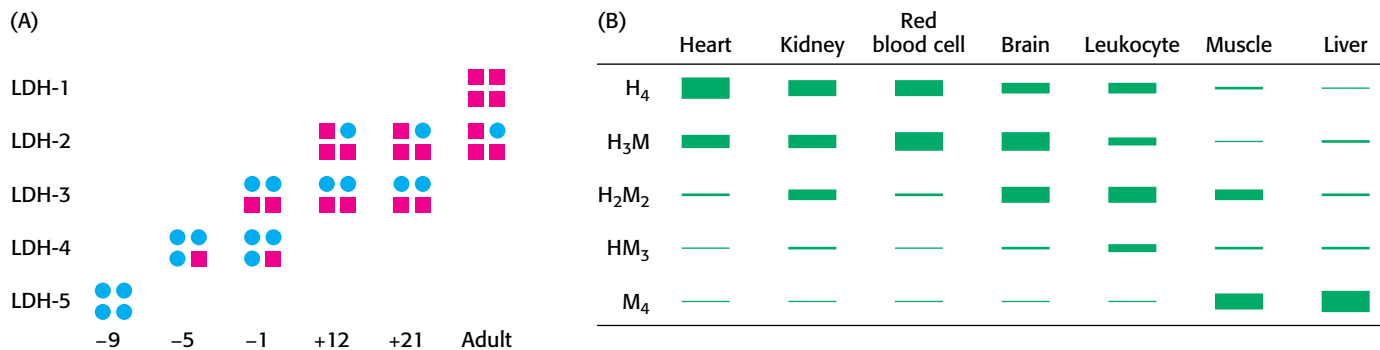 (A)
LDH-1
LDH-2
LDH-3
LDH-4
LDH-5
–9 –5 –1 +12 +21 Adult
(B)
Heart Kidney Red blood cell Brain Leukocyte Muscle Liver
H₄
H₃M
H₂M₂
HM₃
M₄